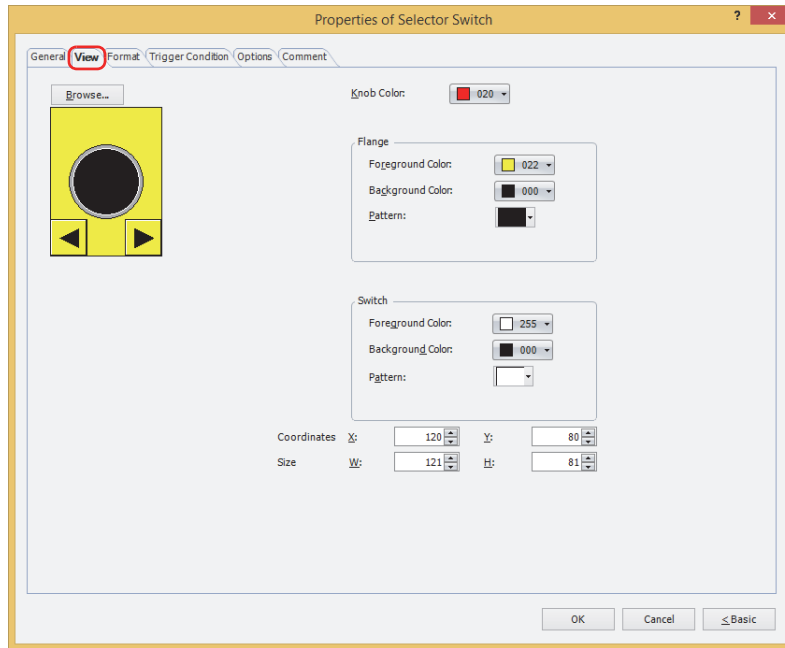 Properties of Selector Switch ? ×
General View Format Trigger Condition Options Comment
Browse...
Knob Color: 020
Flange
Foreground Color: 022
Background Color: 000
Pattern:
Switch
Foreground Color: 255
Background Color: 000
Pattern:
Coordinates X: 120 Y: 80
Size W: 121 H: 81
OK Cancel < Basic